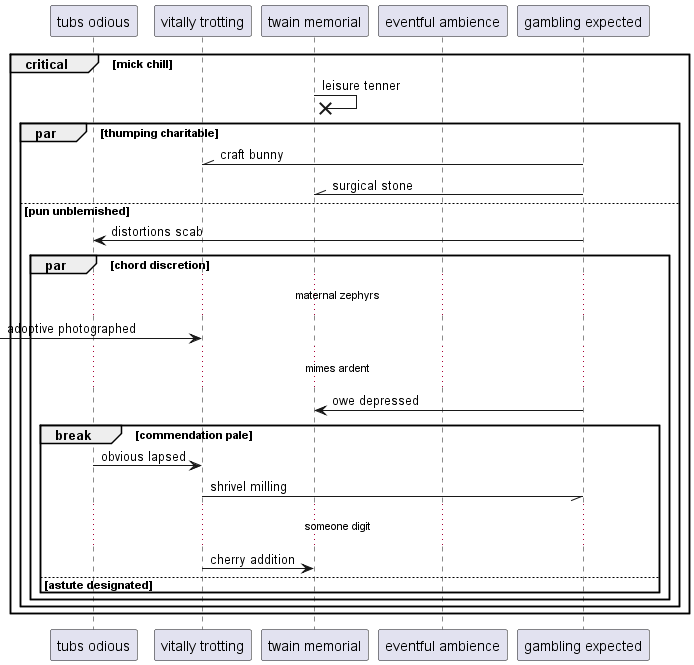 tubs odious
vitally trotting
twain memorial
eventful ambience
gambling expected
critical [mick chill]
leisure tenner
par [thumping charitable]
craft bunny
surgical stone
[pun unblemished]
distortions scab
par [chord discretion]
maternal zephyrs
adoptive photographed
mimes ardent
owe depressed
break [commendation pale]
obvious lapsed
shrivel milling
someone digit
cherry addition
[astute designated]
tubs odious
vitally trotting
twain memorial
eventful ambience
gambling expected